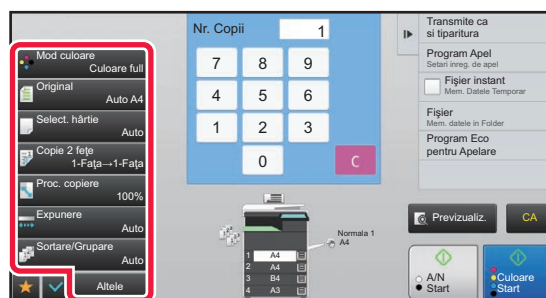 Mod culoare
Culoare full
Original
Auto A4
Select. hârtie
Auto
Copie 2 feţe
1-Faţa→1-Faţa
Proc. copiere
100%
Expunere
Auto
Sortare/Grupare
Auto
Altele
Nr. Copii
1
7 8 9
4 5 6
1 2 3
0 C
Normala 1
A4
1 A4
2 A4
3 B4
4 A3
Transmite ca
si tiparitura
Program Apel
Setari inreg. de apel
Fişier instant
Mem. Datele Temporar
Fişier
Mem. datele in Folder
Program Eco
pentru Apelare
Previzualiz.
CA
A/N
Start
Culoare
Start